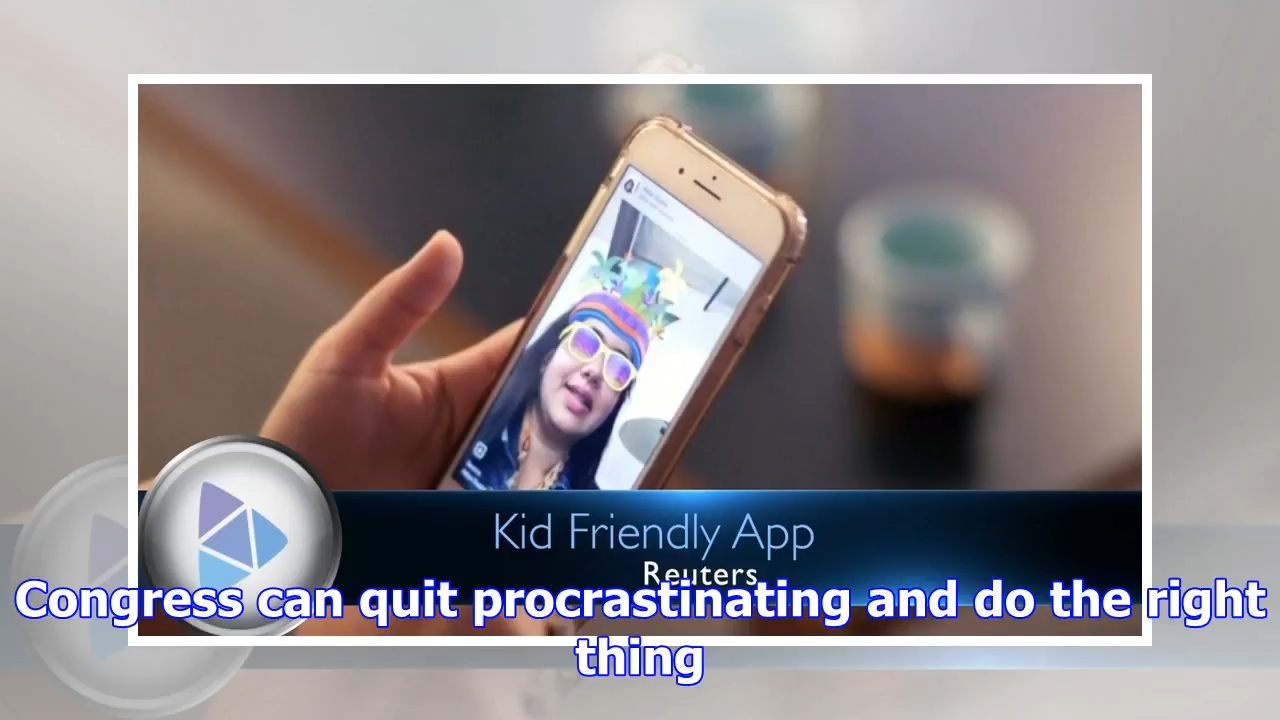 Kid Friendly App
Reuters
Congress can quit procrastinating and do the right
thing